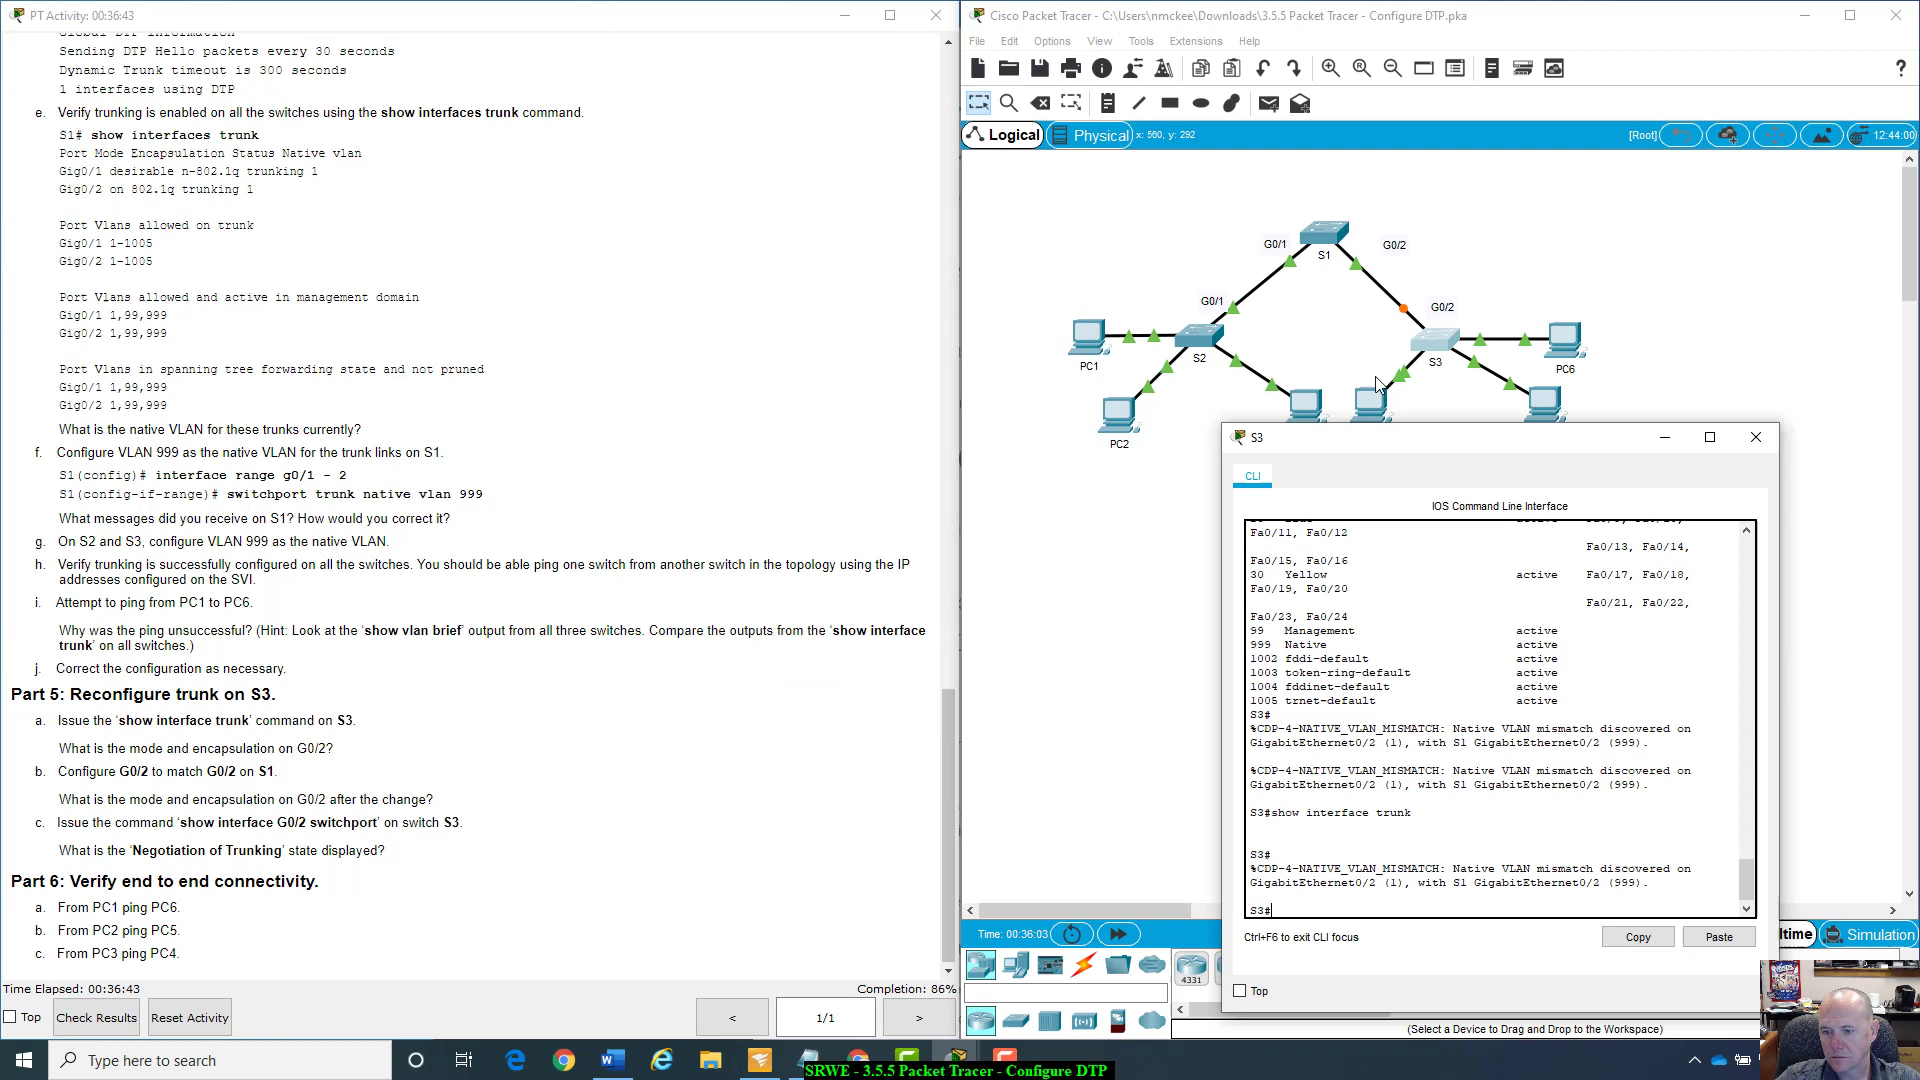 PT Activity: 00:36:43
Global DTP information
Sending DTP Hello packets every 30 seconds
Dynamic Trunk timeout is 300 seconds
1 interfaces using DTP
e. Verify trunking is enabled on all the switches using the show interfaces trunk command.
S1# show interfaces trunk
Port Mode Encapsulation Status Native vlan
Gig0/1 desirable n-802.1q trunking 1
Gig0/2 on 802.1q trunking 1
Port Vlans allowed on trunk
Gig0/1 1-1005
Gig0/2 1-1005
Port Vlans allowed and active in management domain
Gig0/1 1,99,999
Gig0/2 1,99,999
Port Vlans in spanning tree forwarding state and not pruned
Gig0/1 1,99,999
Gig0/2 1,99,999
What is the native VLAN for these trunks currently?
f. Configure VLAN 999 as the native VLAN for the trunk links on S1.
S1(config)# interface range g0/1 - 2
S1(config-if-range)# switchport trunk native vlan 999
What messages did you receive on S1? How would you correct it?
g. On S2 and S3, configure VLAN 999 as the native VLAN.
h. Verify trunking is successfully configured on all the switches. You should be able ping one switch from another switch in the topology using the IP
addresses configured on the SVI.
i. Attempt to ping from PC1 to PC6.
Why was the ping unsuccessful? (Hint: Look at the ‘show vlan brief’ output from all three switches. Compare the outputs from the ‘show interface
trunk’ on all switches.)
j. Correct the configuration as necessary.
Part 5: Reconfigure trunk on S3.
a. Issue the ‘show interface trunk’ command on S3.
What is the mode and encapsulation on G0/2?
b. Configure G0/2 to match G0/2 on S1.
What is the mode and encapsulation on G0/2 after the change?
c. Issue the command ‘show interface G0/2 switchport’ on switch S3.
What is the ‘Negotiation of Trunking’ state displayed?
Part 6: Verify end to end connectivity.
a. From PC1 ping PC6.
b. From PC2 ping PC5.
c. From PC3 ping PC4.
Time Elapsed: 00:36:43
Completion: 86%
Top
Check Results
Reset Activity
<
1/1
>
Cisco Packet Tracer - C:\Users\nmckee\Downloads\3.5.5 Packet Tracer - Configure DTP.pka
File Edit Options View Tools Extensions Help
?
Logical
Physical
x: 560, y: 292
[Root]
12:44:00
G0/1
G0/2
S1
G0/1
G0/2
PC1
S2
S3
PC6
PC2
S3
CLI
IOS Command Line Interface
Fa0/11, Fa0/12
Fa0/13, Fa0/14,
Fa0/15, Fa0/16
30 Yellow active Fa0/17, Fa0/18,
Fa0/19, Fa0/20
Fa0/21, Fa0/22,
Fa0/23, Fa0/24
99 Management active
999 Native active
1002 fddi-default active
1003 token-ring-default active
1004 fddinet-default active
1005 trnet-default active
S3#
%CDP-4-NATIVE_VLAN_MISMATCH: Native VLAN mismatch discovered on
GigabitEthernet0/2 (1), with S1 GigabitEthernet0/2 (999).
%CDP-4-NATIVE_VLAN_MISMATCH: Native VLAN mismatch discovered on
GigabitEthernet0/2 (1), with S1 GigabitEthernet0/2 (999).
S3#show interface trunk
S3#
%CDP-4-NATIVE_VLAN_MISMATCH: Native VLAN mismatch discovered on
GigabitEthernet0/2 (1), with S1 GigabitEthernet0/2 (999).
S3#
Ctrl+F6 to exit CLI focus
Copy
Paste
Top
Time: 00:36:03
ltime
Simulation
4331
(Select a Device to Drag and Drop to the Workspace)
Type here to search
SRWE - 3.5.5 Packet Tracer - Configure DTP